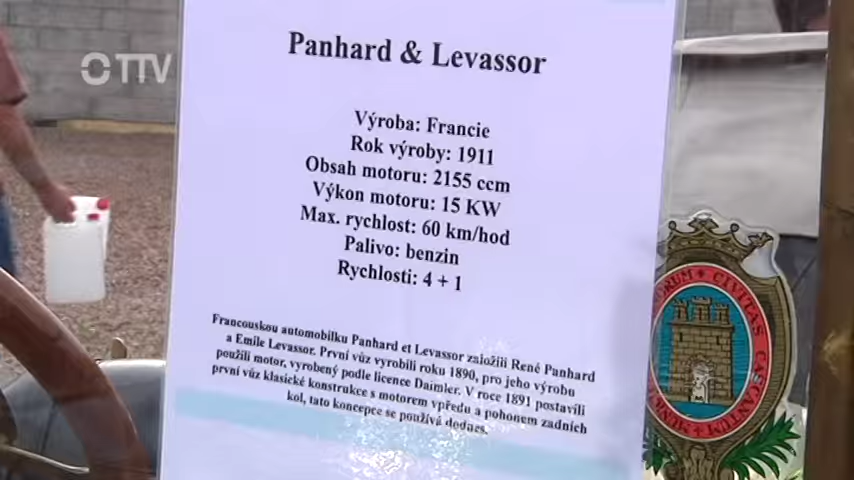 OTTV
Panhard & Levassor
Výroba: Francie
Rok výroby: 1911
Obsah motoru: 2155 ccm
Výkon motoru: 15 KW
Max. rychlost: 60 km/hod
Palivo: benzin
Rychlosti: 4 + 1
Francouskou automobilku Panhard et Levassor založili René Panhard
a Emile Levassor. První vůz vyrobili roku 1890, pro jeho výrobu
použili motor, vyrobený podle licence Daimler. V roce 1891 postavili
první vůz klasické konstrukce s motorem vpředu a pohonem zadních
kol, tato koncepce se používá dodnes.
CIVITAS